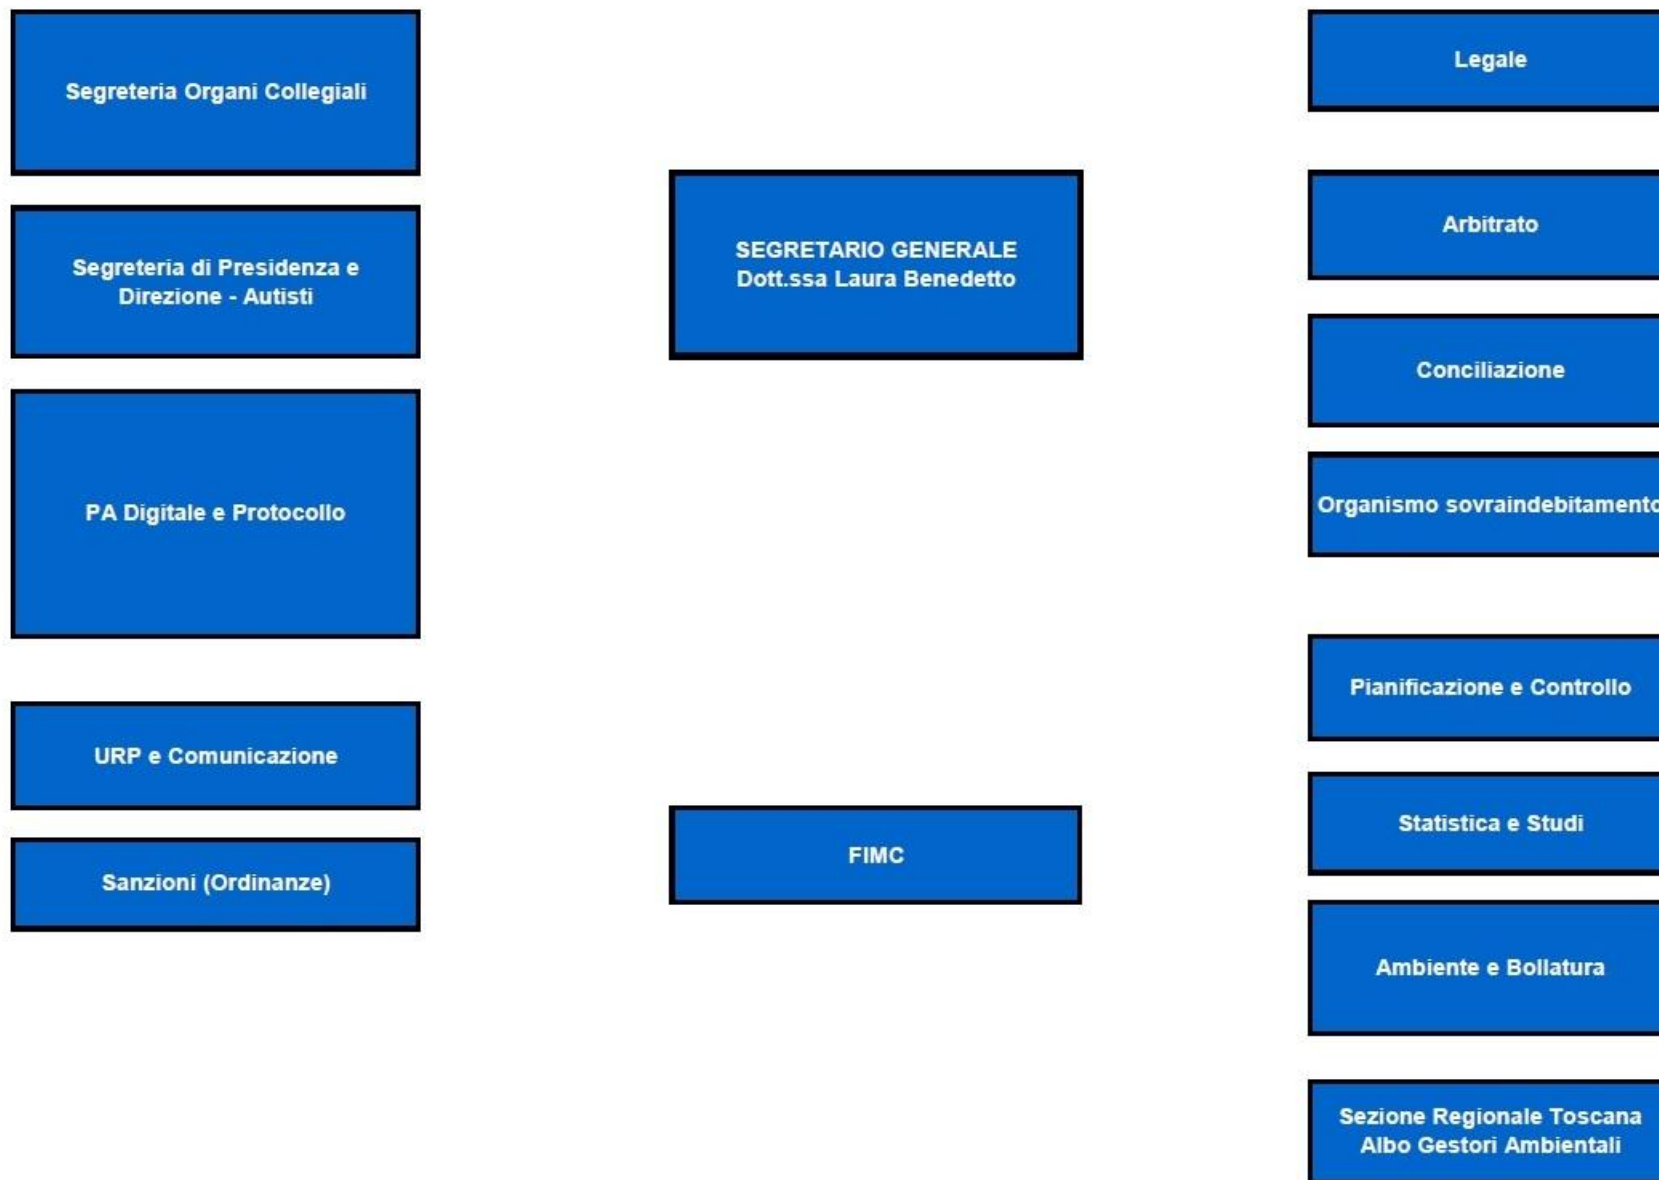 Segreteria Organi Collegiali
Segreteria di Presidenza e
Direzione - Autisti
PA Digitale e Protocollo
URP e Comunicazione
Sanzioni (Ordinanze)
SEGRETARIO GENERALE
Dott.ssa Laura Benedetto
FIMC
Legale
Arbitrato
Conciliazione
Organismo sovraindebitamento
Pianificazione e Controllo
Statistica e Studi
Ambiente e Bollatura
Sezione Regionale Toscana
Albo Gestori Ambientali